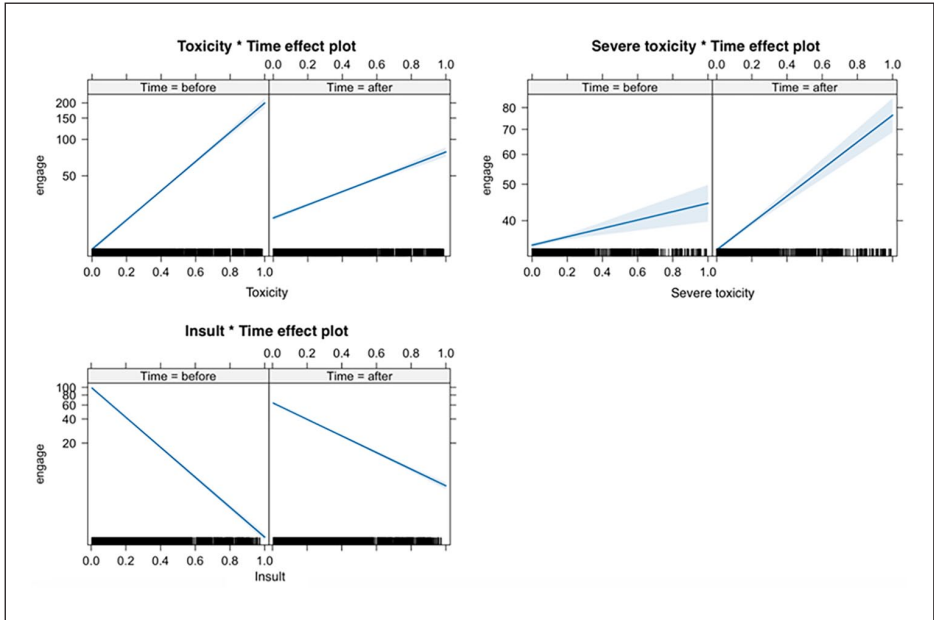 Toxicity * Time effect plot
0.0 0.2 0.4 0.6 0.8 1.0
Time = before Time = after
200
150
100
50
engage
0.0 0.2 0.4 0.6 0.8 1.0
Toxicity
Severe toxicity * Time effect plot
0.0 0.2 0.4 0.6 0.8 1.0
Time = before Time = after
80
70
60
50
40
engage
0.0 0.2 0.4 0.6 0.8 1.0
Severe toxicity
Insult * Time effect plot
0.0 0.2 0.4 0.6 0.8 1.0
Time = before Time = after
100
80
60
40
20
engage
0.0 0.2 0.4 0.6 0.8 1.0
Insult